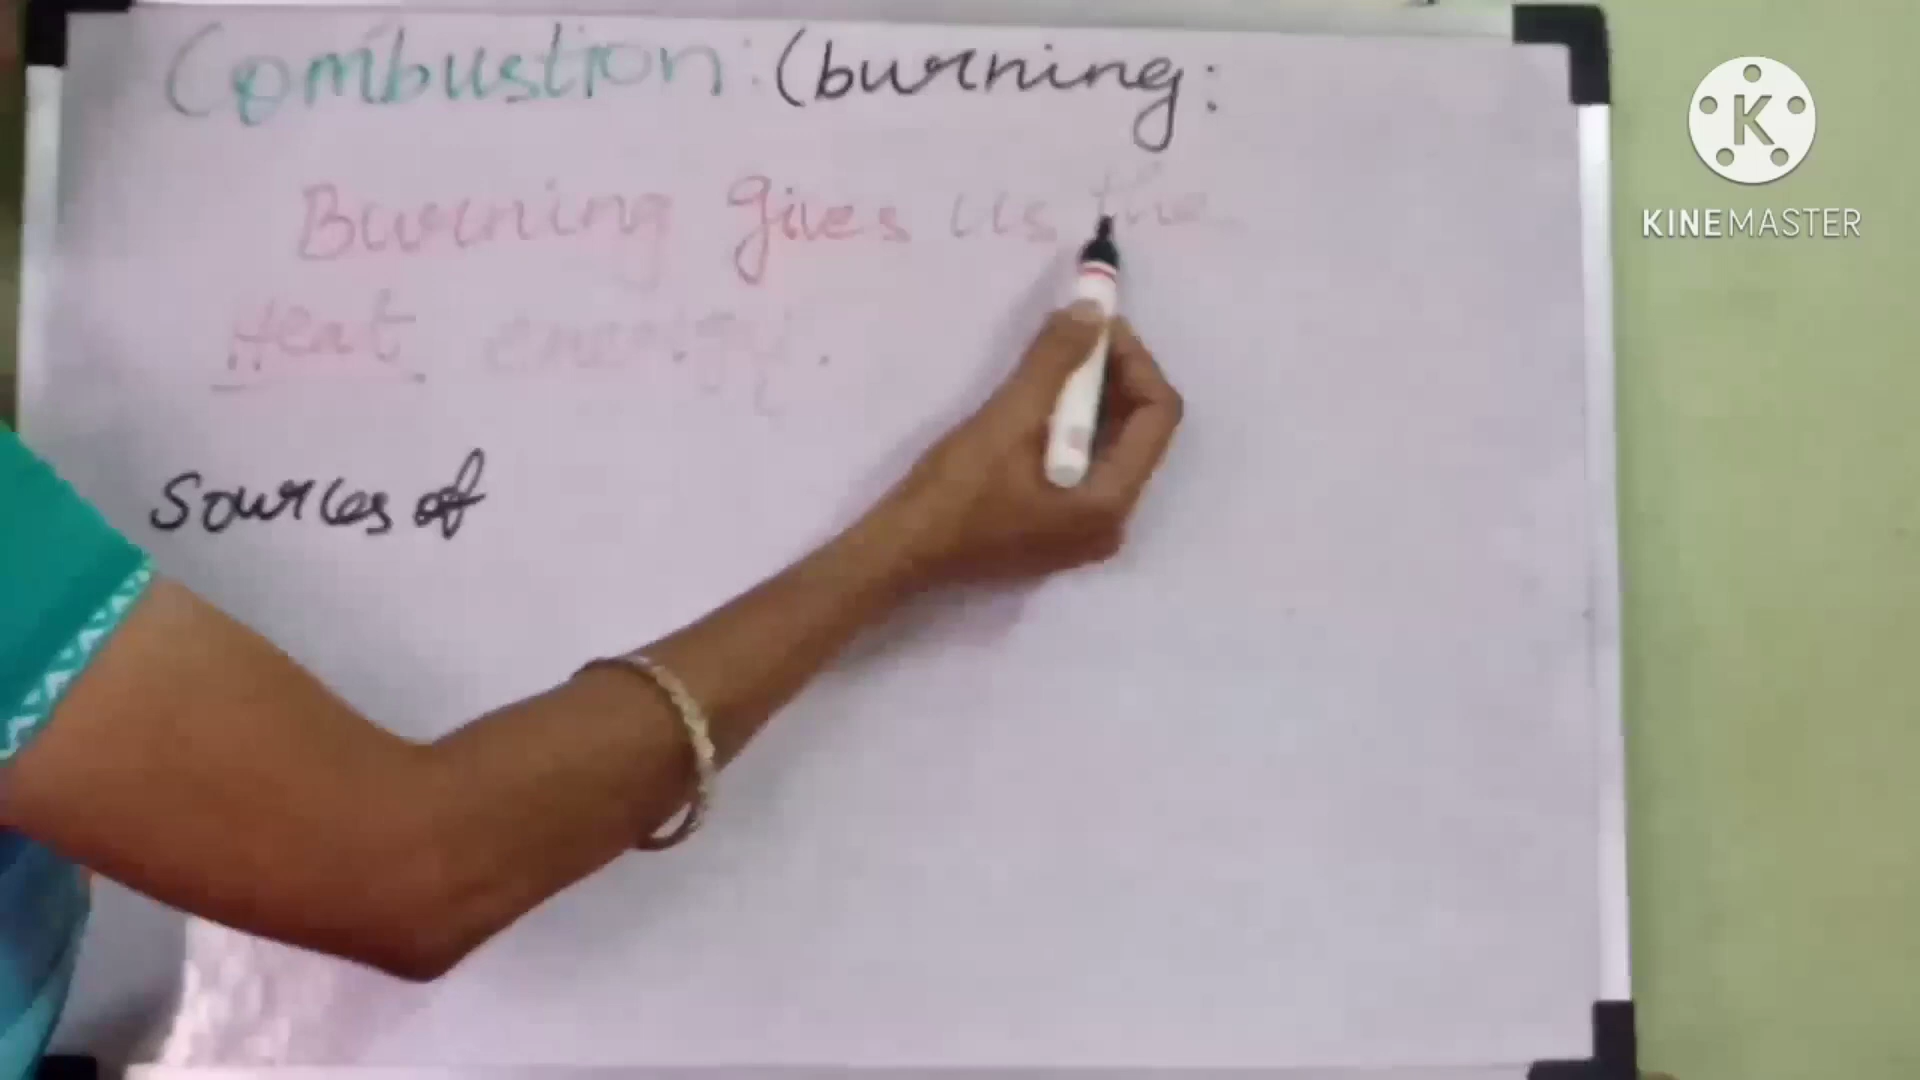 Combustion: (burning:
Burning gives us the
Heat energy.
Sources of
K
KINEMASTER